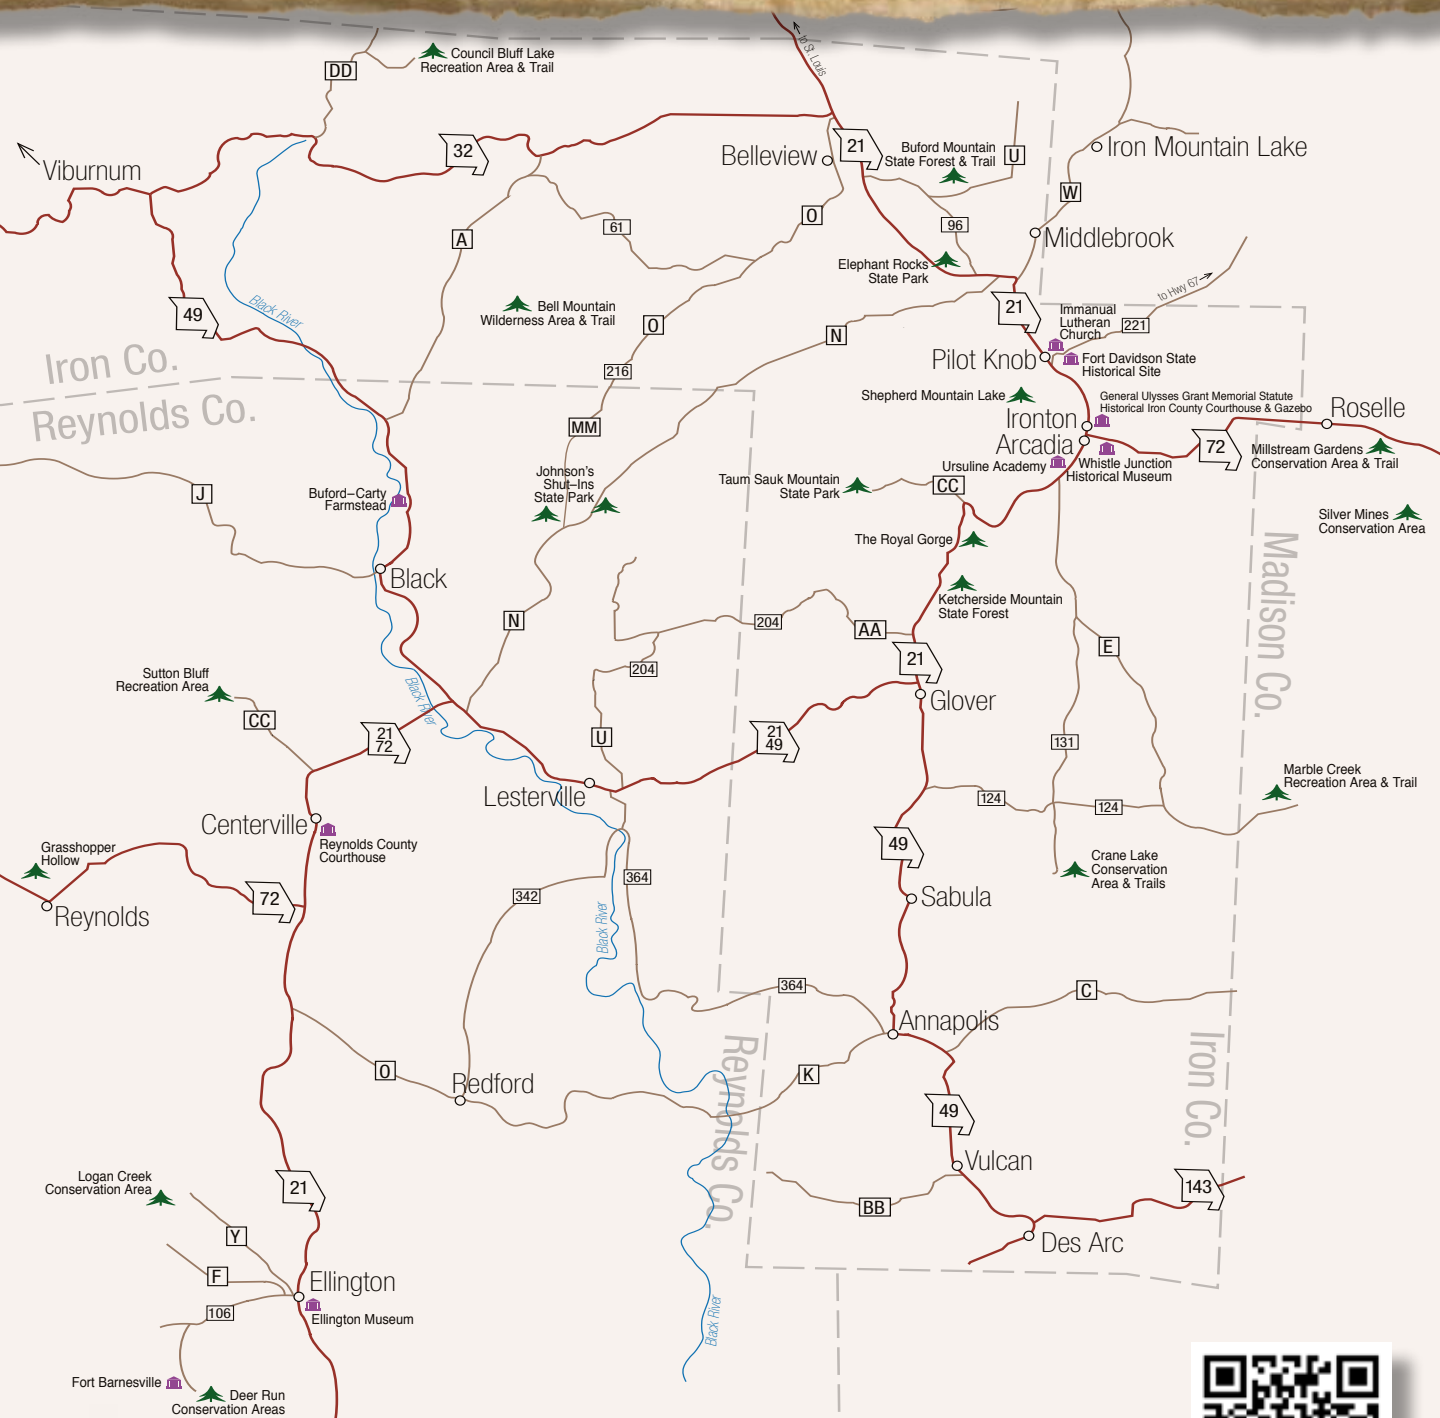 to St. Louis
Council Bluff Lake
Recreation Area & Trail
DD
32
21
Belleview
Buford Mountain
State Forest & Trail
U
Iron Mountain Lake
Viburnum
W
A
61
O
96
Middlebrook
Elephant Rocks
State Park
to Hwy 67
49
Black River
Bell Mountain
Wilderness Area & Trail
O
N
21
Immanual
Lutheran
Church
221
Iron Co.
Reynolds Co.
216
Pilot Knob
Fort Davidson State
Historical Site
Shepherd Mountain Lake
General Ulysses Grant Memorial Statute
Historical Iron County Courthouse & Gazebo
Roselle
Ironton
Arcadia
MM
72
Millstream Gardens
Conservation Area & Trail
Ursuline Academy
Whistle Junction
Historical Museum
J
Johnson's
Shut–Ins
State Park
Taum Sauk Mountain
State Park
CC
Buford–Carty
Farmstead
Silver Mines
Conservation Area
The Royal Gorge
Madison Co.
Black
Ketcherside Mountain
State Forest
N
204
AA
E
21
204
Sutton Bluff
Recreation Area
Black River
Glover
CC
21
72
U
21
49
131
Lesterville
Marble Creek
Recreation Area & Trail
124
124
Centerville
Reynolds County
Courthouse
49
Grasshopper
Hollow
Crane Lake
Conservation
Area & Trails
364
342
72
Sabula
Reynolds
Black River
364
C
Annapolis
Reynolds Co.
Iron Co.
O
Redford
K
49
Vulcan
Logan Creek
Conservation Area
21
143
BB
Y
Des Arc
F
Ellington
106
Ellington Museum
Black River
Fort Barnesville
Deer Run
Conservation Areas